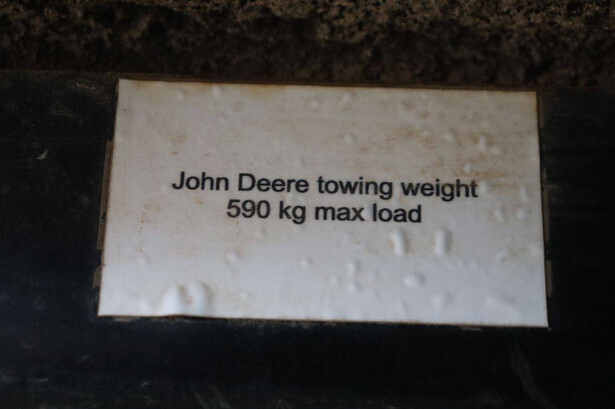 John Deere towing weight
590 kg max load